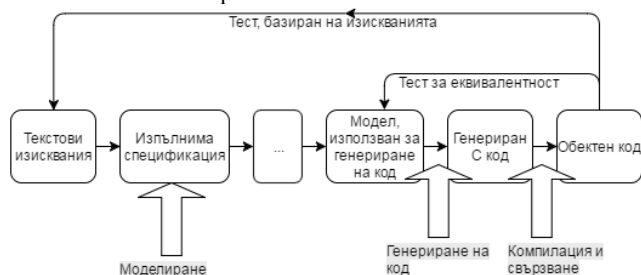 Тест, базиран на изискванията
Тест за еквивалентност
Текстови
изисквания
Изпълнима
спецификация
...
Модел,
използван за
генериране
на код
Генериран
С код
Обектен код
Моделиране
Генериране на
код
Компилация и
свързване